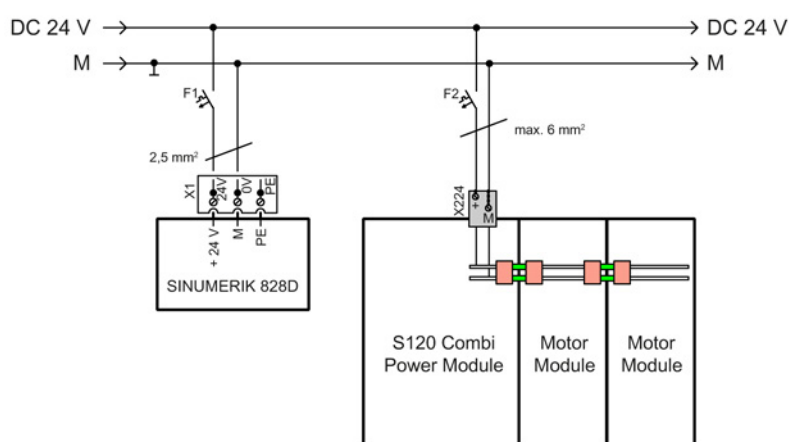 DC 24 V
DC 24 V
M
M
F1
F2
2,5 mm²
max. 6 mm²
X1
24V
0V
PE
X224
+
M
+ 24 V
M
PE
SINUMERIK 828D
S120 Combi
Power Module
Motor
Module
Motor
Module